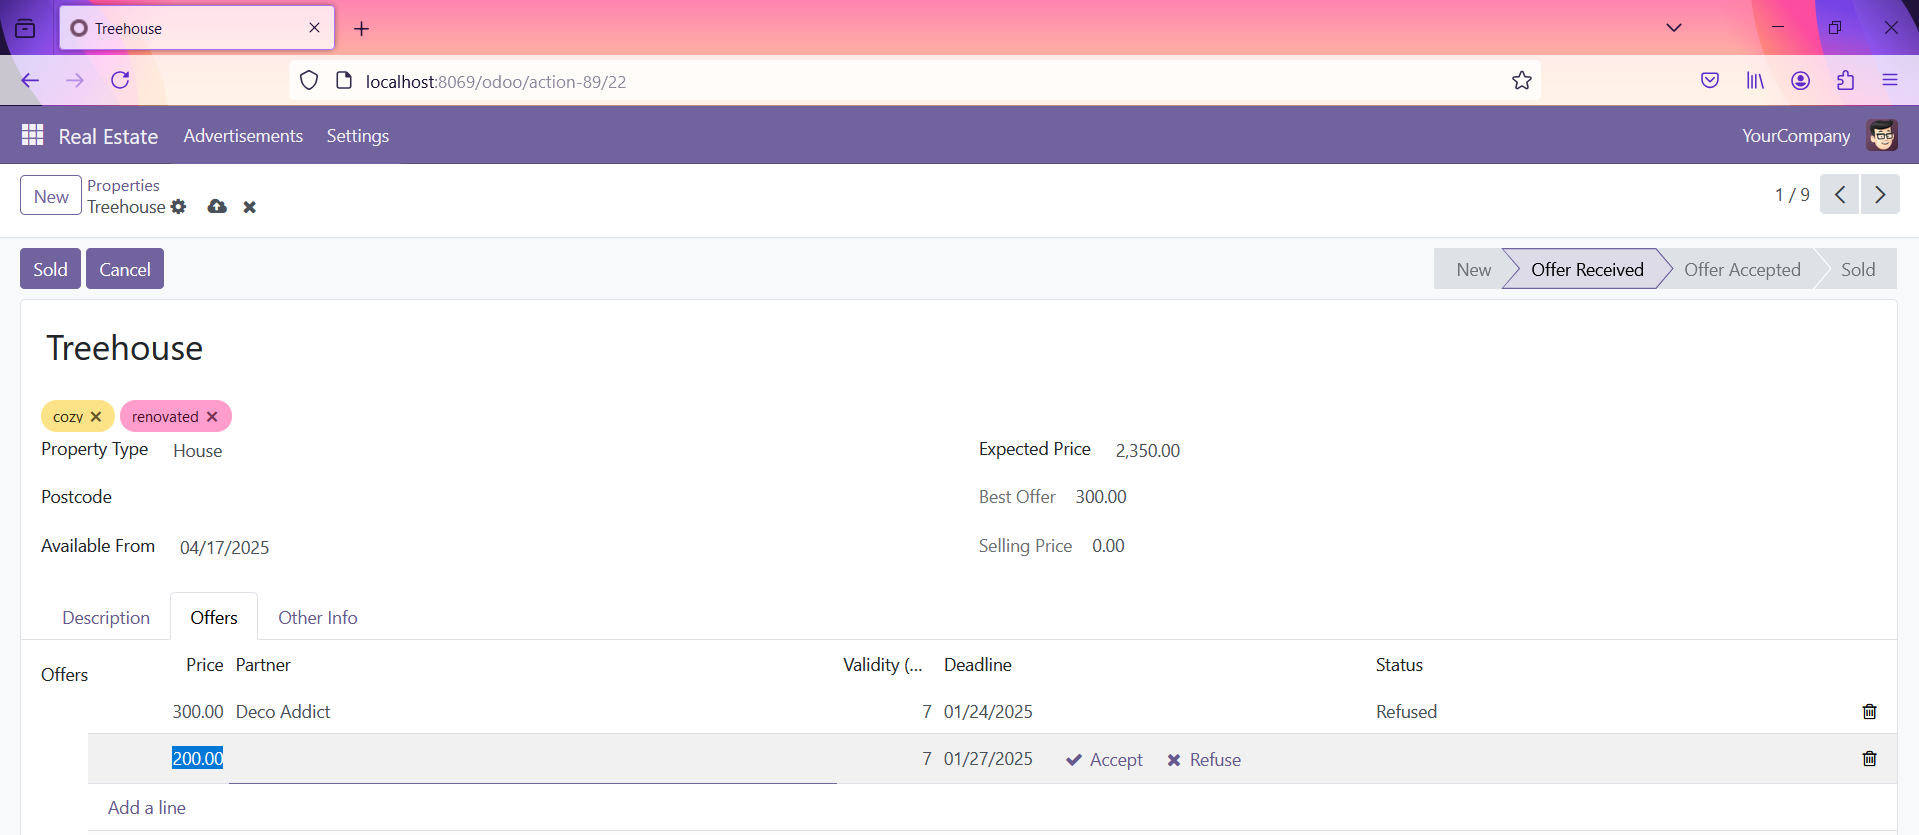 Treehouse
localhost:8069/odoo/action-89/22
Real Estate Advertisements Settings YourCompany
New Properties
Treehouse
1 / 9
Sold Cancel New Offer Received Offer Accepted Sold
Treehouse
cozy renovated
Property Type House Expected Price 2,350.00
Postcode Best Offer 300.00
Available From 04/17/2025 Selling Price 0.00
Description Offers Other Info
Offers Price Partner Validity (... Deadline Status
300.00 Deco Addict 7 01/24/2025 Refused
200.00 7 01/27/2025 Accept Refuse
Add a line